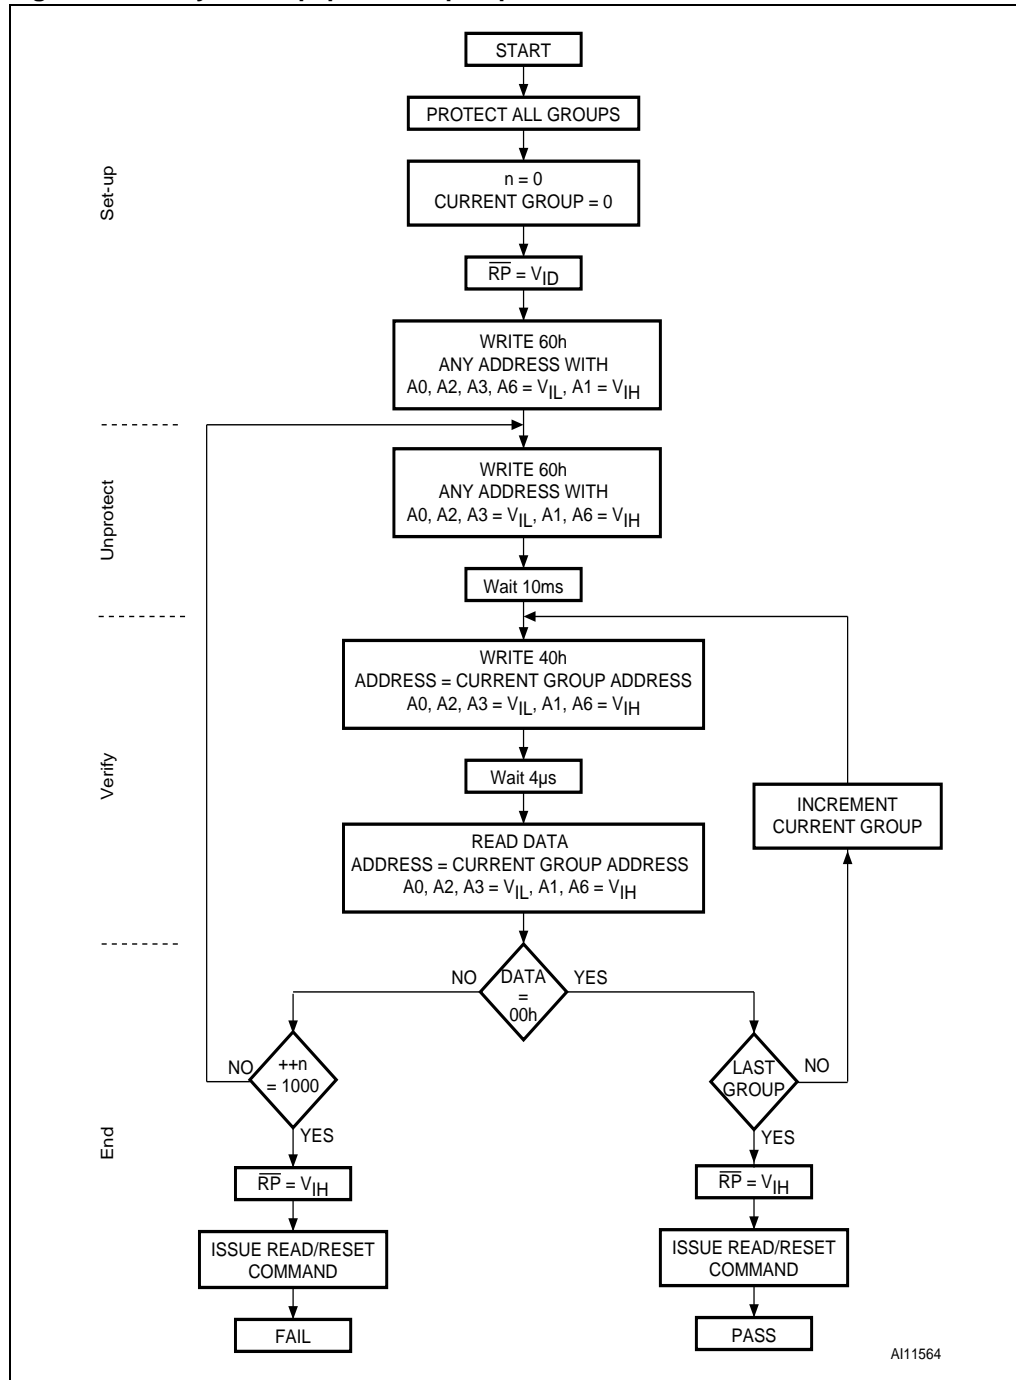 START
PROTECT ALL GROUPS
n = 0
CURRENT GROUP = 0
Set-up
RP = VID
WRITE 60h
ANY ADDRESS WITH
A0, A2, A3, A6 = VIL, A1 = VIH
WRITE 60h
ANY ADDRESS WITH
A0, A2, A3 = VIL, A1, A6 = VIH
Unprotect
Wait 10ms
WRITE 40h
ADDRESS = CURRENT GROUP ADDRESS
A0, A2, A3 = VIL, A1, A6 = VIH
Verify
Wait 4µs
INCREMENT
CURRENT GROUP
READ DATA
ADDRESS = CURRENT GROUP ADDRESS
A0, A2, A3 = VIL, A1, A6 = VIH
NO
DATA
=
00h
YES
NO
++n
= 1000
LAST
GROUP
NO
End
YES
YES
RP = VIH
RP = VIH
ISSUE READ/RESET
COMMAND
ISSUE READ/RESET
COMMAND
FAIL
PASS
AI11564